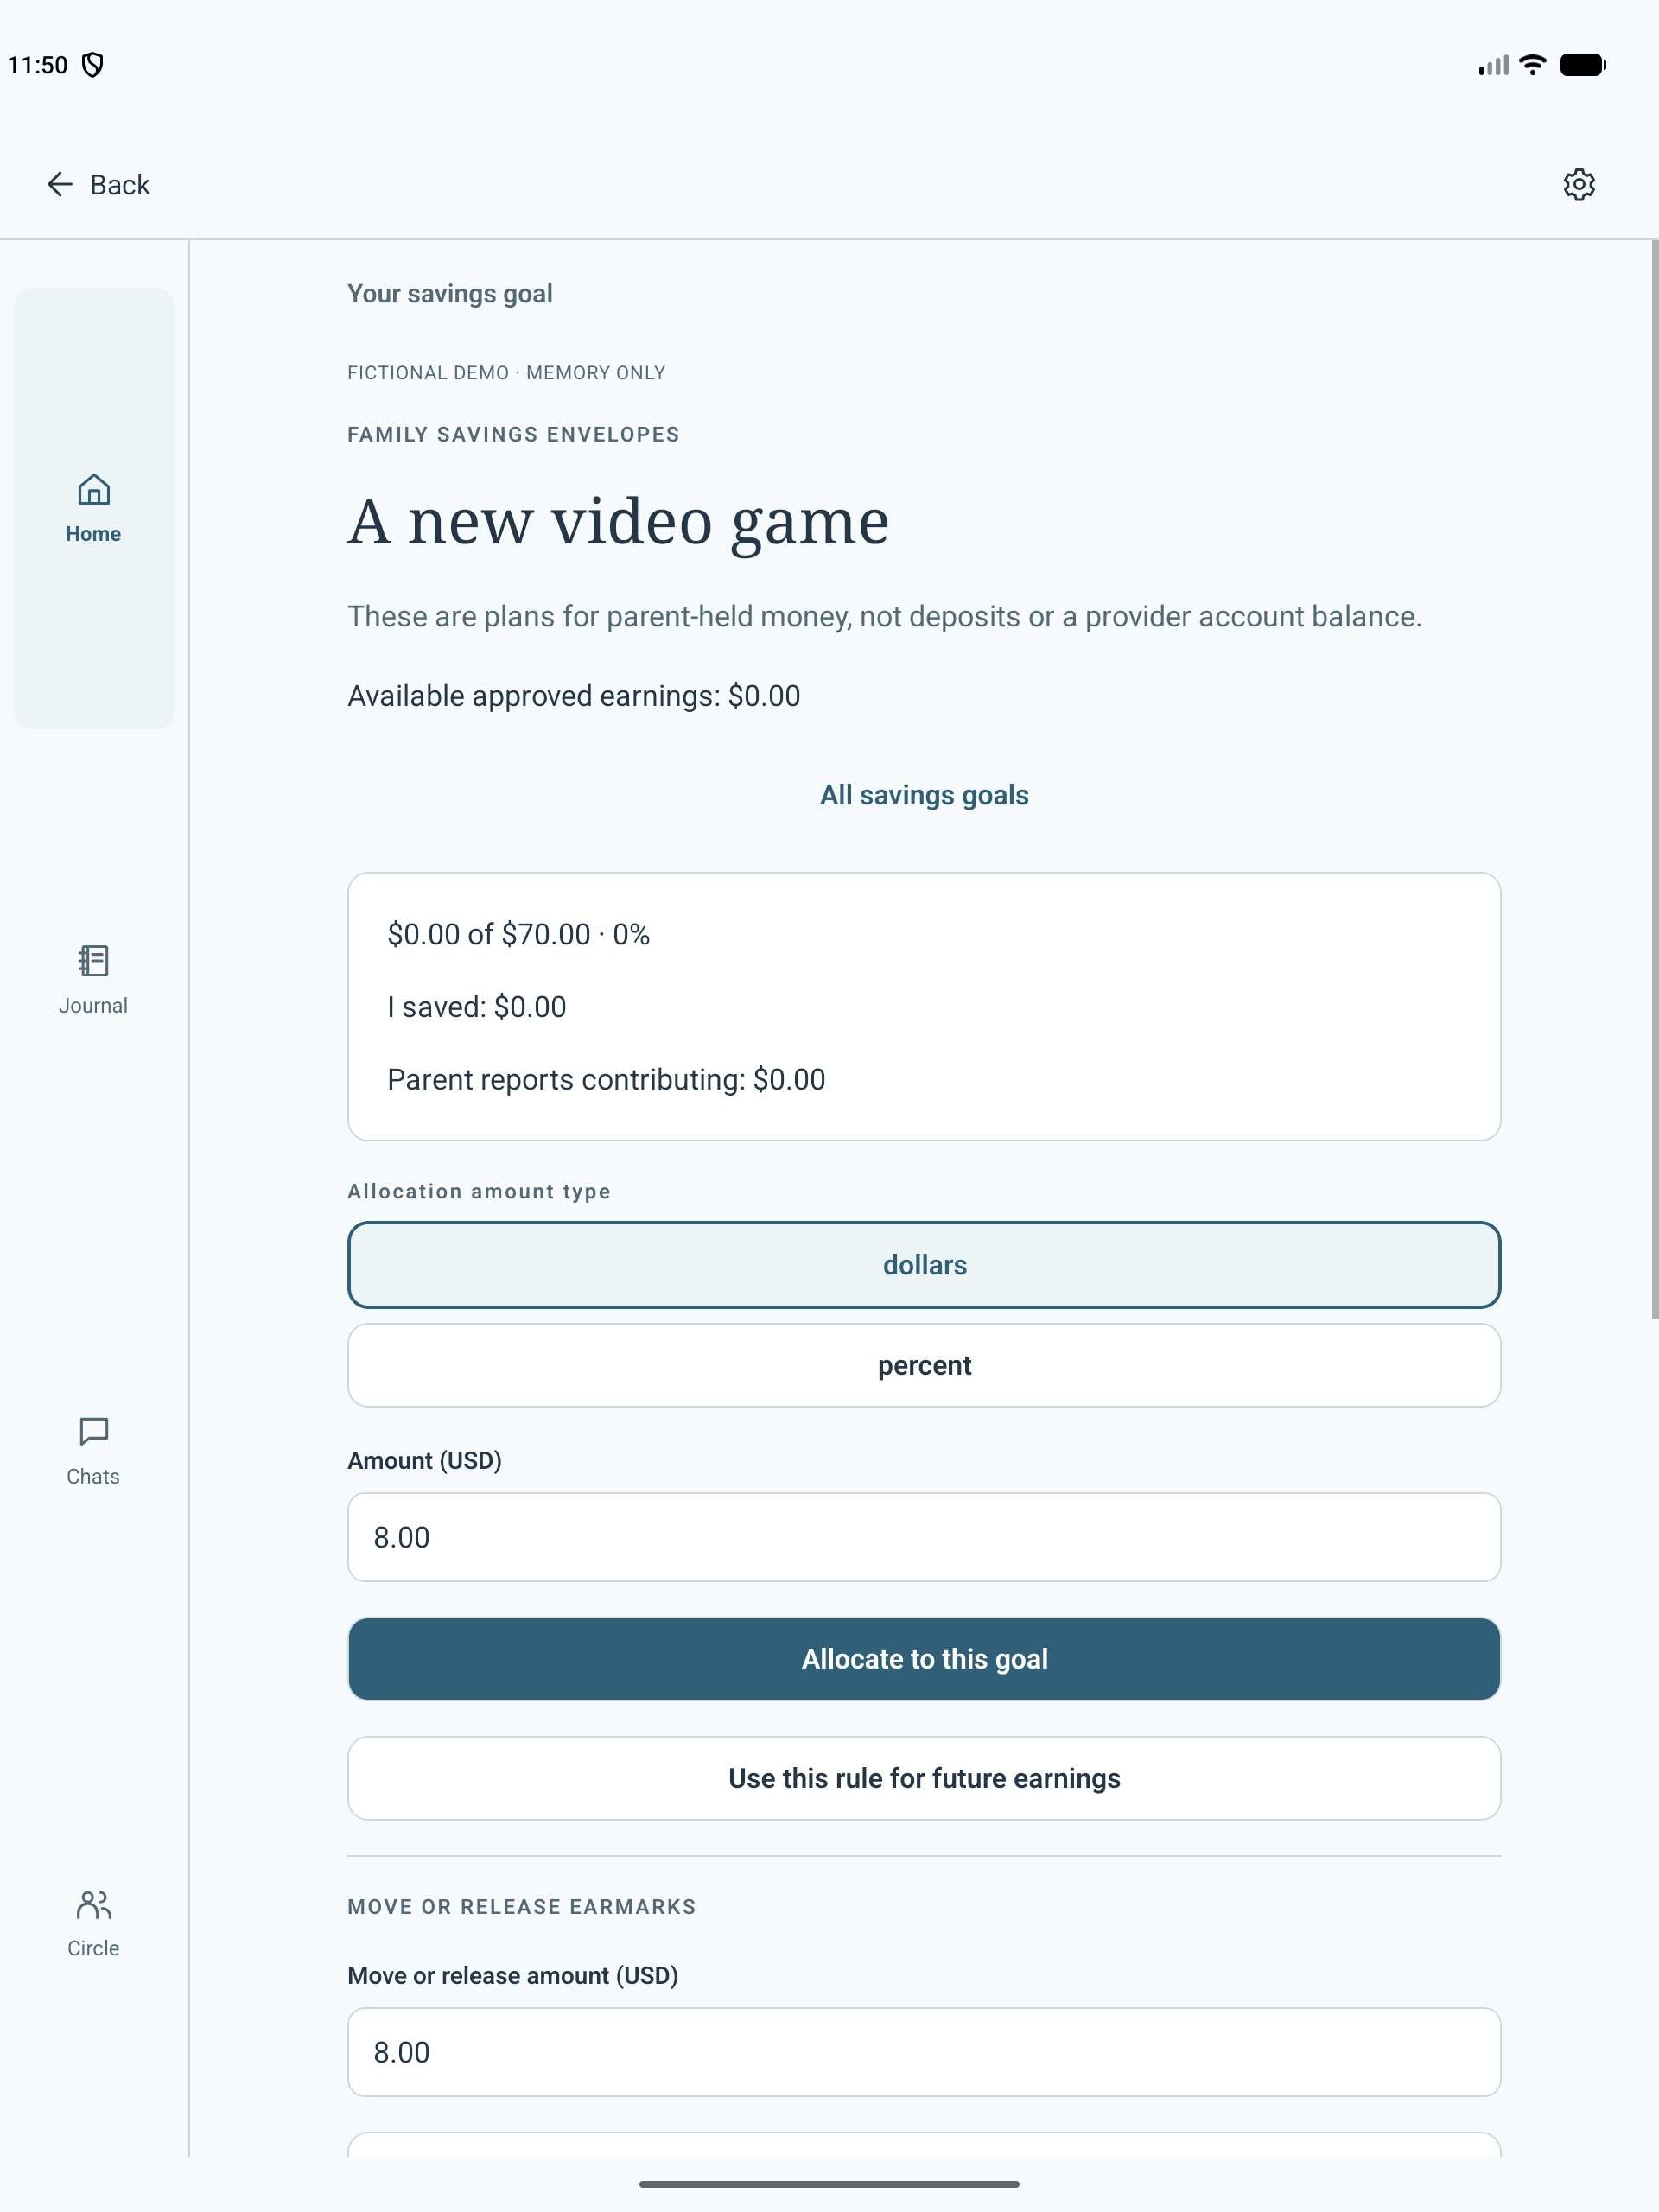 11:50
Back
Home
Journal
Chats
Circle
Your savings goal
FICTIONAL DEMO · MEMORY ONLY
FAMILY SAVINGS ENVELOPES
A new video game
These are plans for parent-held money, not deposits or a provider account balance.
Available approved earnings: $0.00
All savings goals
$0.00 of $70.00 · 0%
I saved: $0.00
Parent reports contributing: $0.00
Allocation amount type
dollars
percent
Amount (USD)
8.00
Allocate to this goal
Use this rule for future earnings
MOVE OR RELEASE EARMARKS
Move or release amount (USD)
8.00